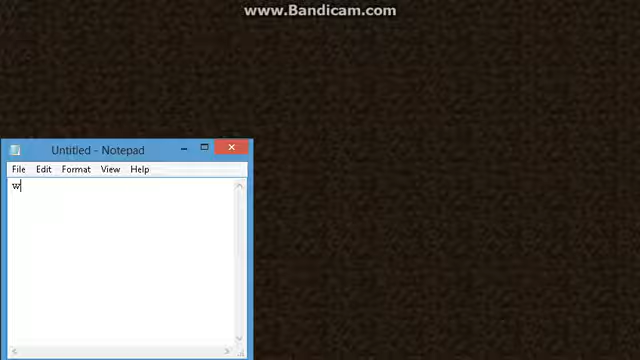 www.Bandicam.com
Untitled - Notepad
File Edit Format View Help
w